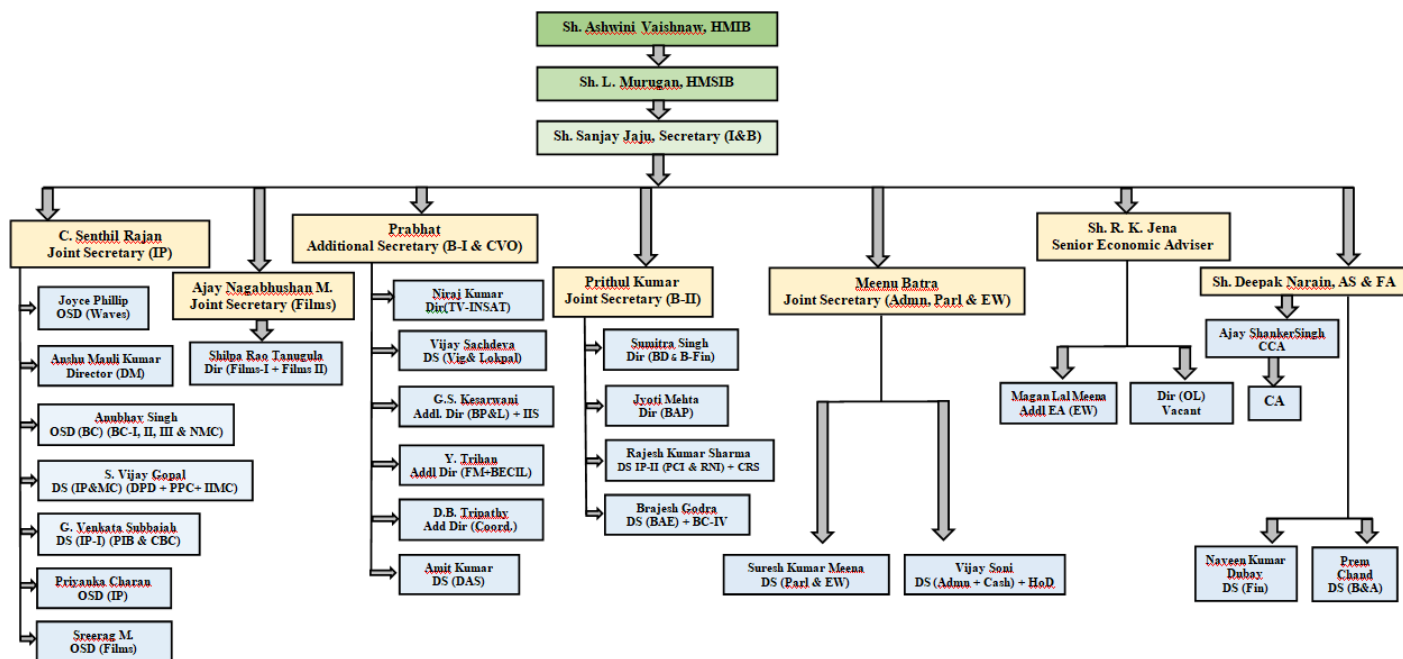 Sh. Ashwini Vaishnaw, HMIB
Sh. L. Murugan, HMSIB
Sh. Sanjay Jaju, Secretary (I&B)
C. Senthil Rajan
Joint Secretary (IP)
Joyce Phillip
OSD (Waves)
Anshu Mauli Kumar
Director (DM)
Anubhav Singh
OSD (BC) (BC-I, II, III & NMC)
S. Vijay Gopal
DS (IP&MC) (DPD + PPC+ IIMC)
G. Venkata Subbaiah
DS (IP-I) (PIB & CBC)
Priyanka Charan
OSD (IP)
Sreerag M.
OSD (Films)
Ajay Nagabhushan M.
Joint Secretary (Films)
Shilpa Rao Tanugula
Dir (Films-I + Films II)
Prabhat
Additional Secretary (B-I & CVO)
Niraj Kumar
Dir(TV-INSAT)
Vijay Sachdeva
DS (Vig& Lokpal)
G.S. Kesarwani
Addl. Dir (BP&L) + IIS
Y. Trihan
Addl Dir (FM+BECIL)
D.B. Tripathy
Add Dir (Coord.)
Amit Kumar
DS (DAS)
Prithul Kumar
Joint Secretary (B-II)
Sumitra Singh
Dir (BD & B-Fin)
Jyoti Mehta
Dir (BAP)
Rajesh Kumar Sharma
DS IP-II (PCI & RNI) + CRS
Brajesh Godra
DS (BAE) + BC-IV
Meenu Batra
Joint Secretary (Admn, Parl & EW)
Suresh Kumar Meena
DS (Parl & EW)
Vijay Soni
DS (Admn + Cash) + HoD
Sh. R. K. Jena
Senior Economic Adviser
Magan Lal Meena
Addl EA (EW)
Dir (OL)
Vacant
Sh. Deepak Narain, AS & FA
Ajay ShankerSingh
CCA
CA
Naveen Kumar
Dubay
DS (Fin)
Prem
Chand
DS (B&A)